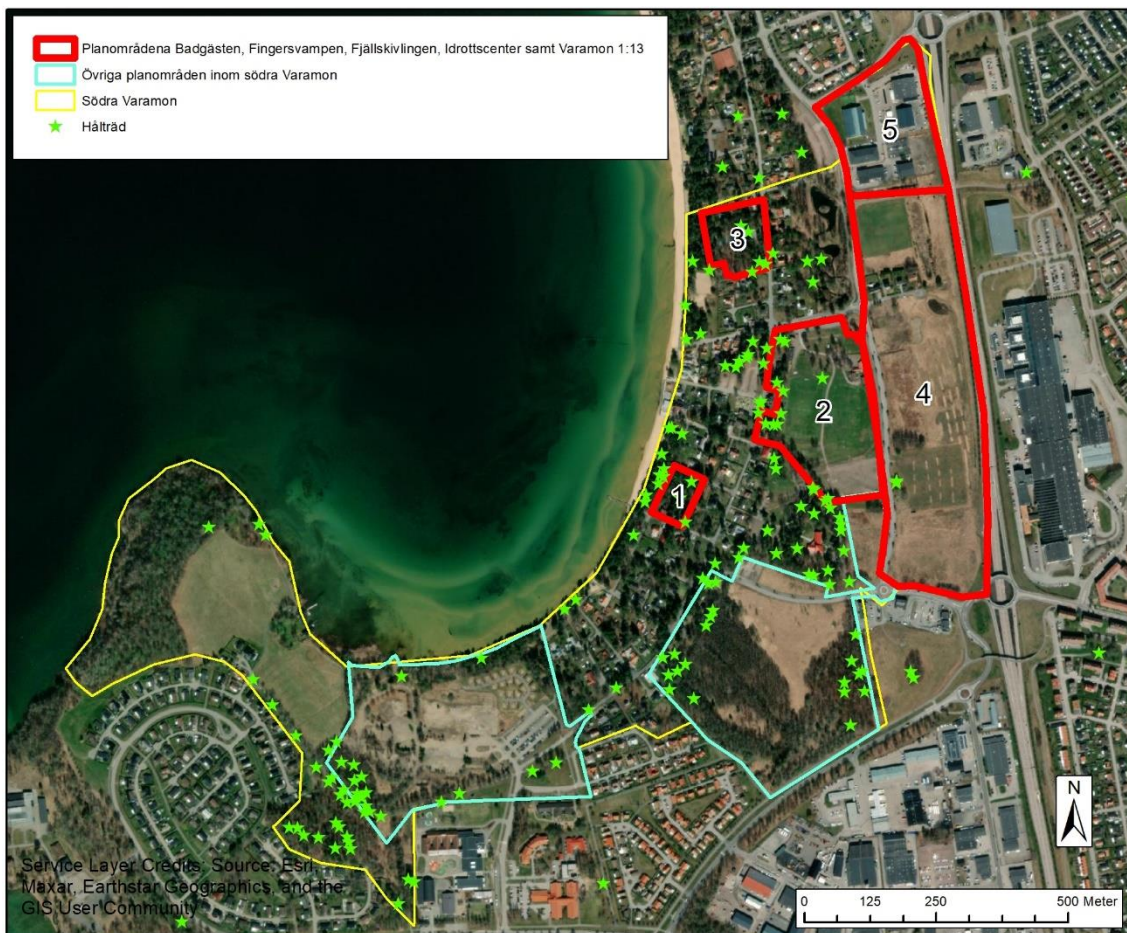 Planområdena Badgästen, Fingersvampen, Fjällskivlingen, Idrottscenter samt Varamon 1:13
Övriga planområden inom södra Varamon
Södra Varamon
Hålträd
5
3
2
4
1
N
Service Layer Credits: Source: Esri,
Maxar, Earthstar Geographics, and the
GIS User Community
0 125 250 500 Meter